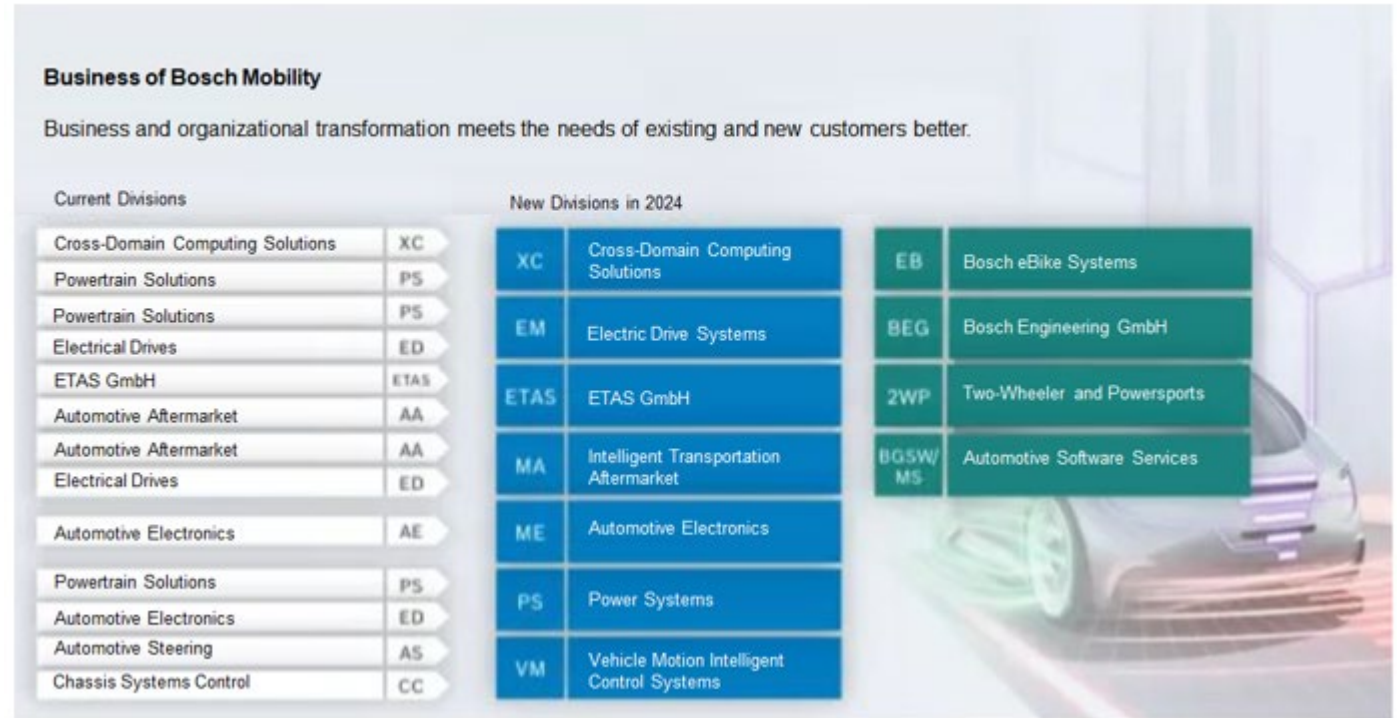 Business of Bosch Mobility
Business and organizational transformation meets the needs of existing and new customers better.
Current Divisions
Cross-Domain Computing Solutions XC
Powertrain Solutions PS
Powertrain Solutions PS
Electrical Drives ED
ETAS GmbH ETAS
Automotive Aftermarket AA
Automotive Aftermarket AA
Electrical Drives ED
Automotive Electronics AE
Powertrain Solutions PS
Automotive Electronics ED
Automotive Steering AS
Chassis Systems Control CC
New Divisions in 2024
XC Cross-Domain Computing
Solutions
EM Electric Drive Systems
ETAS ETAS GmbH
MA Intelligent Transportation
Aftermarket
ME Automotive Electronics
PS Power Systems
VM Vehicle Motion Intelligent
Control Systems
EB Bosch eBike Systems
BEG Bosch Engineering GmbH
2WP Two-Wheeler and Powersports
BGSW/
MS Automotive Software Services